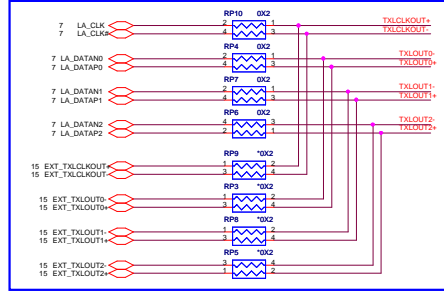 RP10 0X2
7 LA_CLK 2 1 TXLCLKOUT+
7 LA_CLK# 4 3 TXLCLKOUT-
RP4 0X2
7 LA_DATAN0 2 1 TXLOUT0-
7 LA_DATAP0 4 3 TXLOUT0+
RP7 0X2
7 LA_DATAN1 2 1 TXLOUT1-
7 LA_DATAP1 4 3 TXLOUT1+
RP6 0X2
7 LA_DATAN2 4 3 TXLOUT2-
7 LA_DATAP2 2 1 TXLOUT2+
RP9 *0X2
15 EXT_TXLCLKOUT+ 1 2
15 EXT_TXLCLKOUT- 3 4
RP3 *0X2
15 EXT_TXLOUT0- 1 2
15 EXT_TXLOUT0+ 3 4
RP8 *0X2
15 EXT_TXLOUT1- 1 2
15 EXT_TXLOUT1+ 3 4
RP5 *0X2
15 EXT_TXLOUT2- 3 4
15 EXT_TXLOUT2+ 1 2